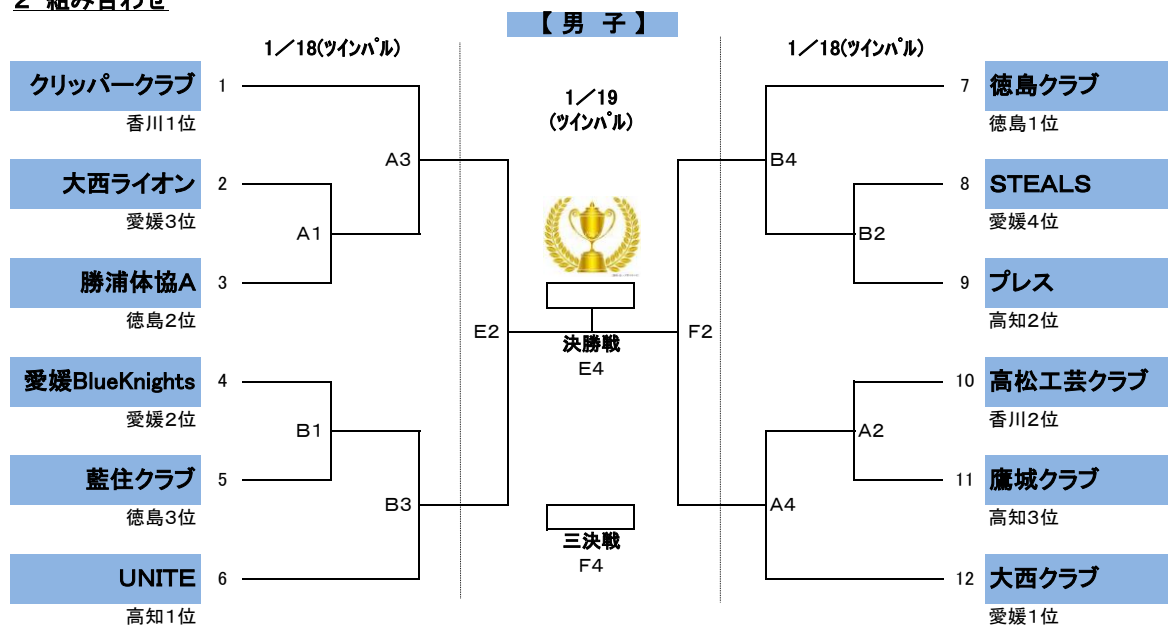 2 組み合わせ
【 男 子 】
1／18(ツインパル)
1／18(ツインパル)
1／19
(ツインパル)
クリッパークラブ 1
香川1位
大西ライオン 2
愛媛3位
勝浦体協A 3
徳島2位
愛媛BlueKnights 4
愛媛2位
藍住クラブ 5
徳島3位
UNITE 6
高知1位
A3
A1
B1
B3
E2
決勝戦
E4
三決戦
F4
F2
B4
B2
A2
A4
7 徳島クラブ
徳島1位
8 STEALS
愛媛4位
9 プレス
高知2位
10 高松工芸クラブ
香川2位
11 鷹城クラブ
高知3位
12 大西クラブ
愛媛1位